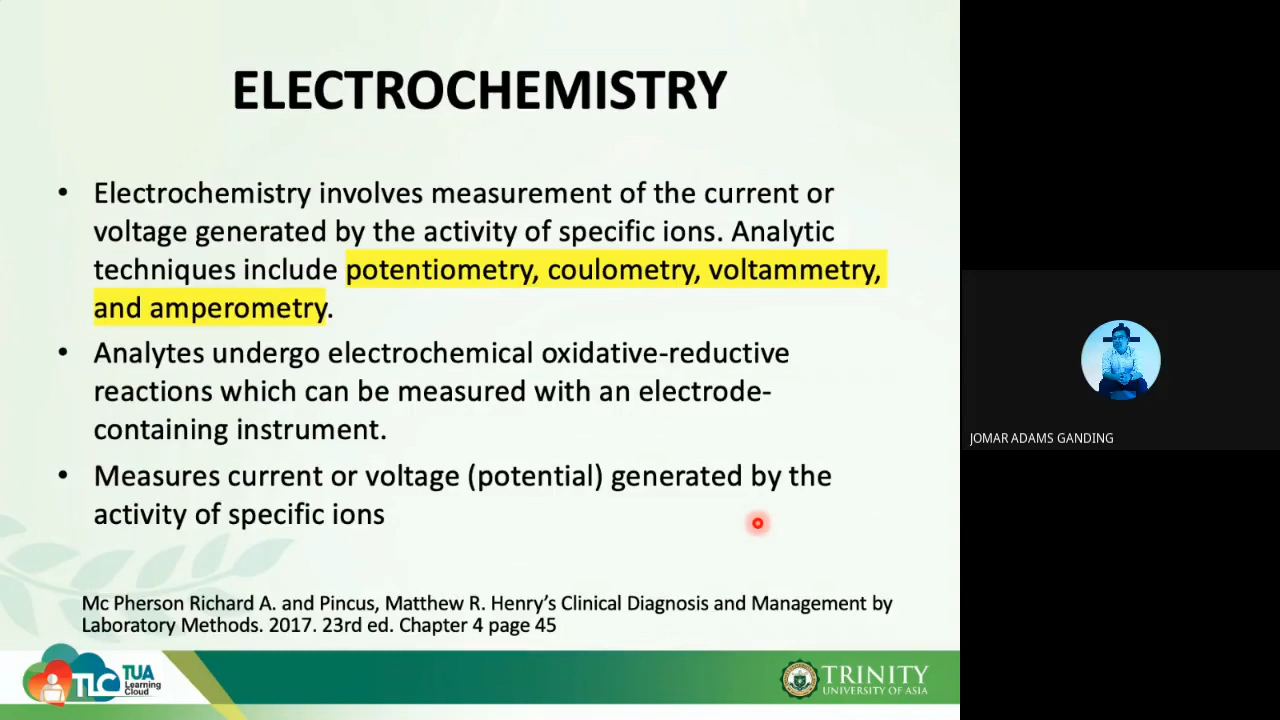 ELECTROCHEMISTRY
• Electrochemistry involves measurement of the current or
voltage generated by the activity of specific ions. Analytic
techniques include potentiometry, coulometry, voltammetry,
and amperometry.
• Analytes undergo electrochemical oxidative-reductive
reactions which can be measured with an electrode-
containing instrument.
• Measures current or voltage (potential) generated by the
activity of specific ions
Mc Pherson Richard A. and Pincus, Matthew R. Henry’s Clinical Diagnosis and Management by
Laboratory Methods. 2017. 23rd ed. Chapter 4 page 45
TLC
TUA
Learning
Cloud
TRINITY
UNIVERSITY OF ASIA
JOMAR ADAMS GANDING